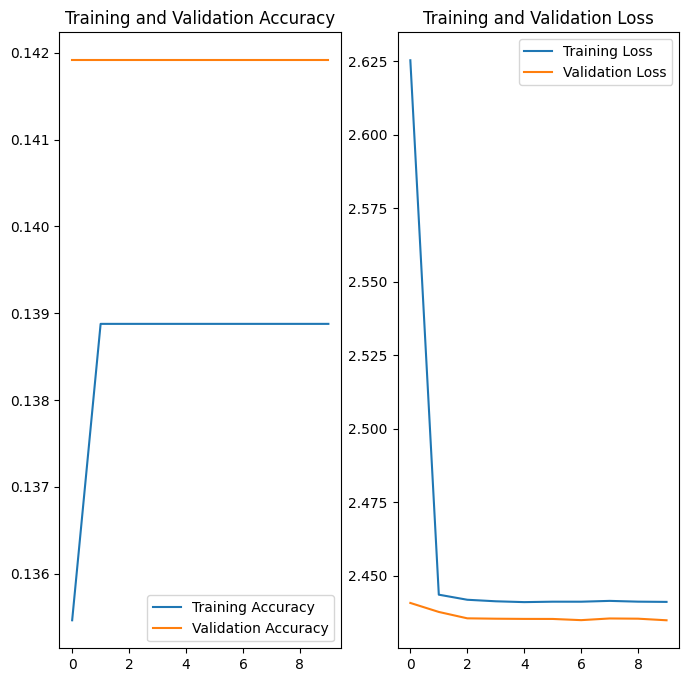 Training and Validation Accuracy
0.142
0.141
0.140
0.139
0.138
0.137
0.136
Training Accuracy
Validation Accuracy
0 2 4 6 8
Training and Validation Loss
2.625
2.600
2.575
2.550
2.525
2.500
2.475
2.450
Training Loss
Validation Loss
0 2 4 6 8